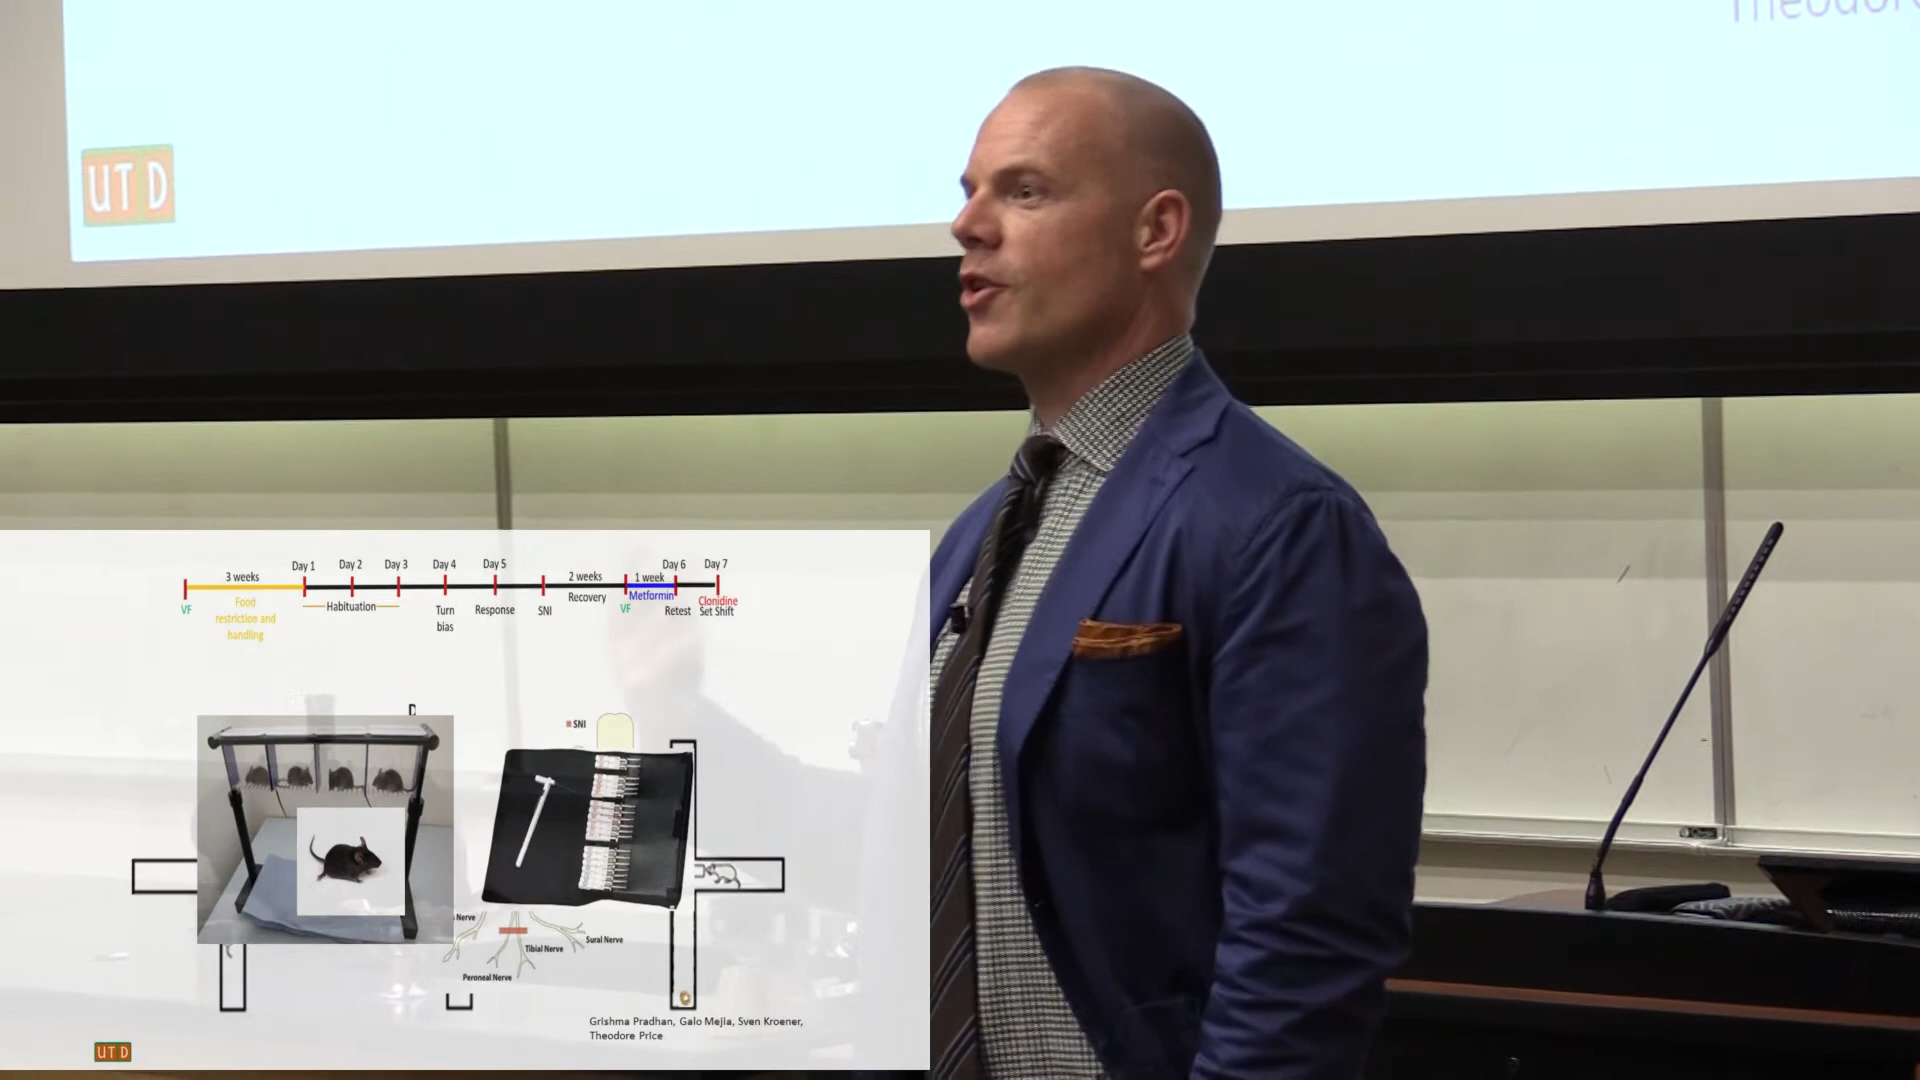 Theodore
UT D
Day 1 Day 2 Day 3 Day 4 Day 5 Day 6 Day 7
3 weeks 2 weeks 1 week
VF Food Habituation Turn Response SNI Recovery VF Metformin Retest Clonidine
restriction and bias Set Shift
handling
D
SNI
Nerve
Sural Nerve
Tibial Nerve
Peroneal Nerve
Grishma Pradhan, Galo Mejia, Sven Kroener,
Theodore Price
UT D